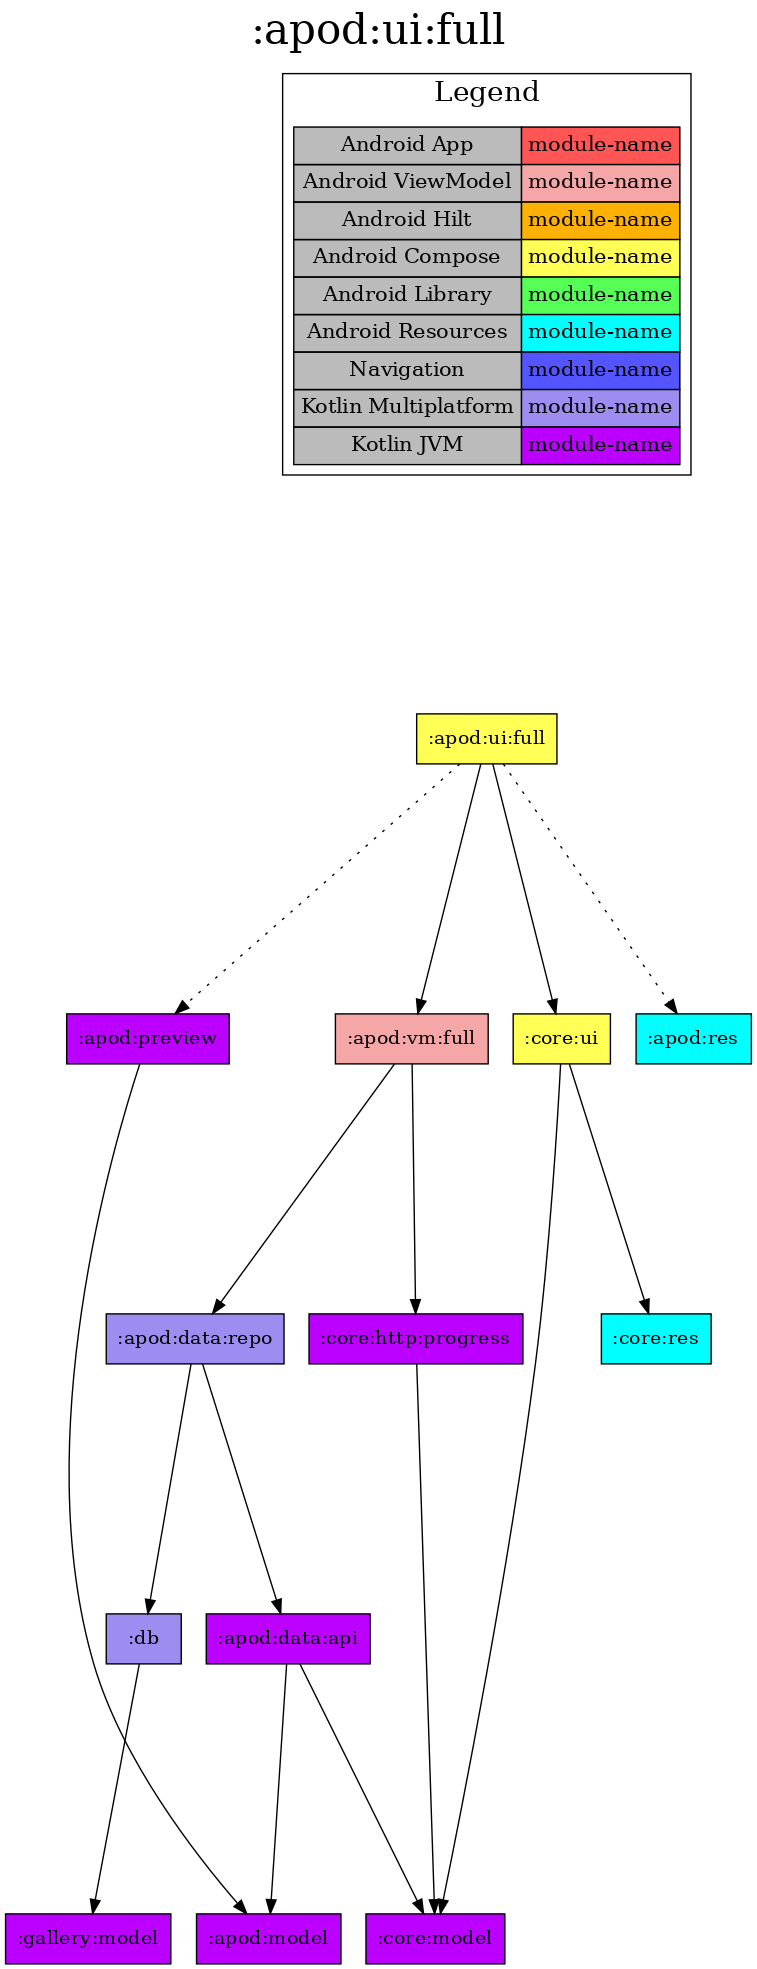 :apod:ui:full
Legend
Android App module-name
Android ViewModel module-name
Android Hilt module-name
Android Compose module-name
Android Library module-name
Android Resources module-name
Navigation module-name
Kotlin Multiplatform module-name
Kotlin JVM module-name
:apod:ui:full
:apod:preview
:apod:vm:full
:core:ui
:apod:res
:apod:data:repo
:core:http:progress
:core:res
:db
:apod:data:api
:gallery:model
:apod:model
:core:model